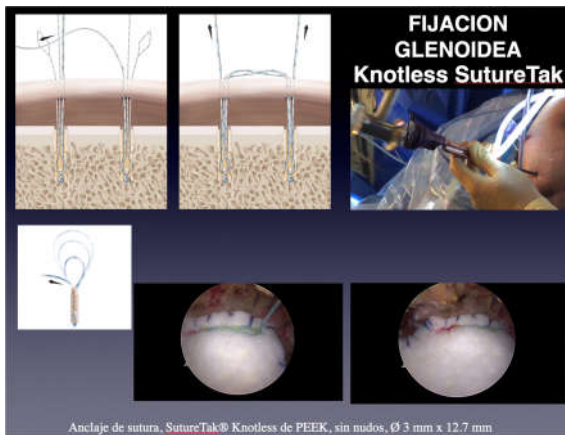 FIJACION
GLENOIDEA
Knotless SutureTak
Anclaje de sutura, SutureTak® Knotless de PEEK, sin nudos, Ø 3 mm x 12.7 mm